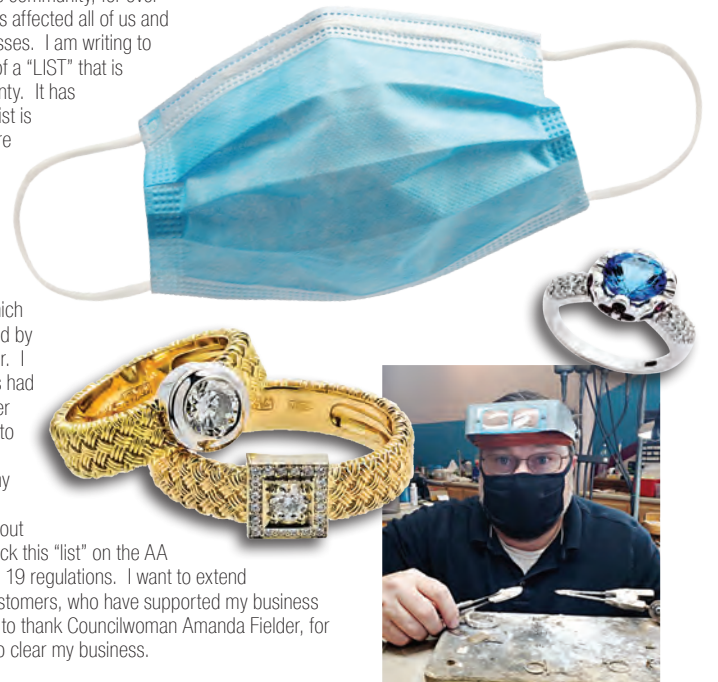 s community, for over
s affected all of us and
sses. I am writing to
of a "LIST" that is
nty. It has
ist is
re
ich
d by
r. I
s had
er
to
ny
out
ck this "list" on the AA
19 regulations. I want to extend
stomers, who have supported my business
to thank Councilwoman Amanda Fielder, for
o clear my business.